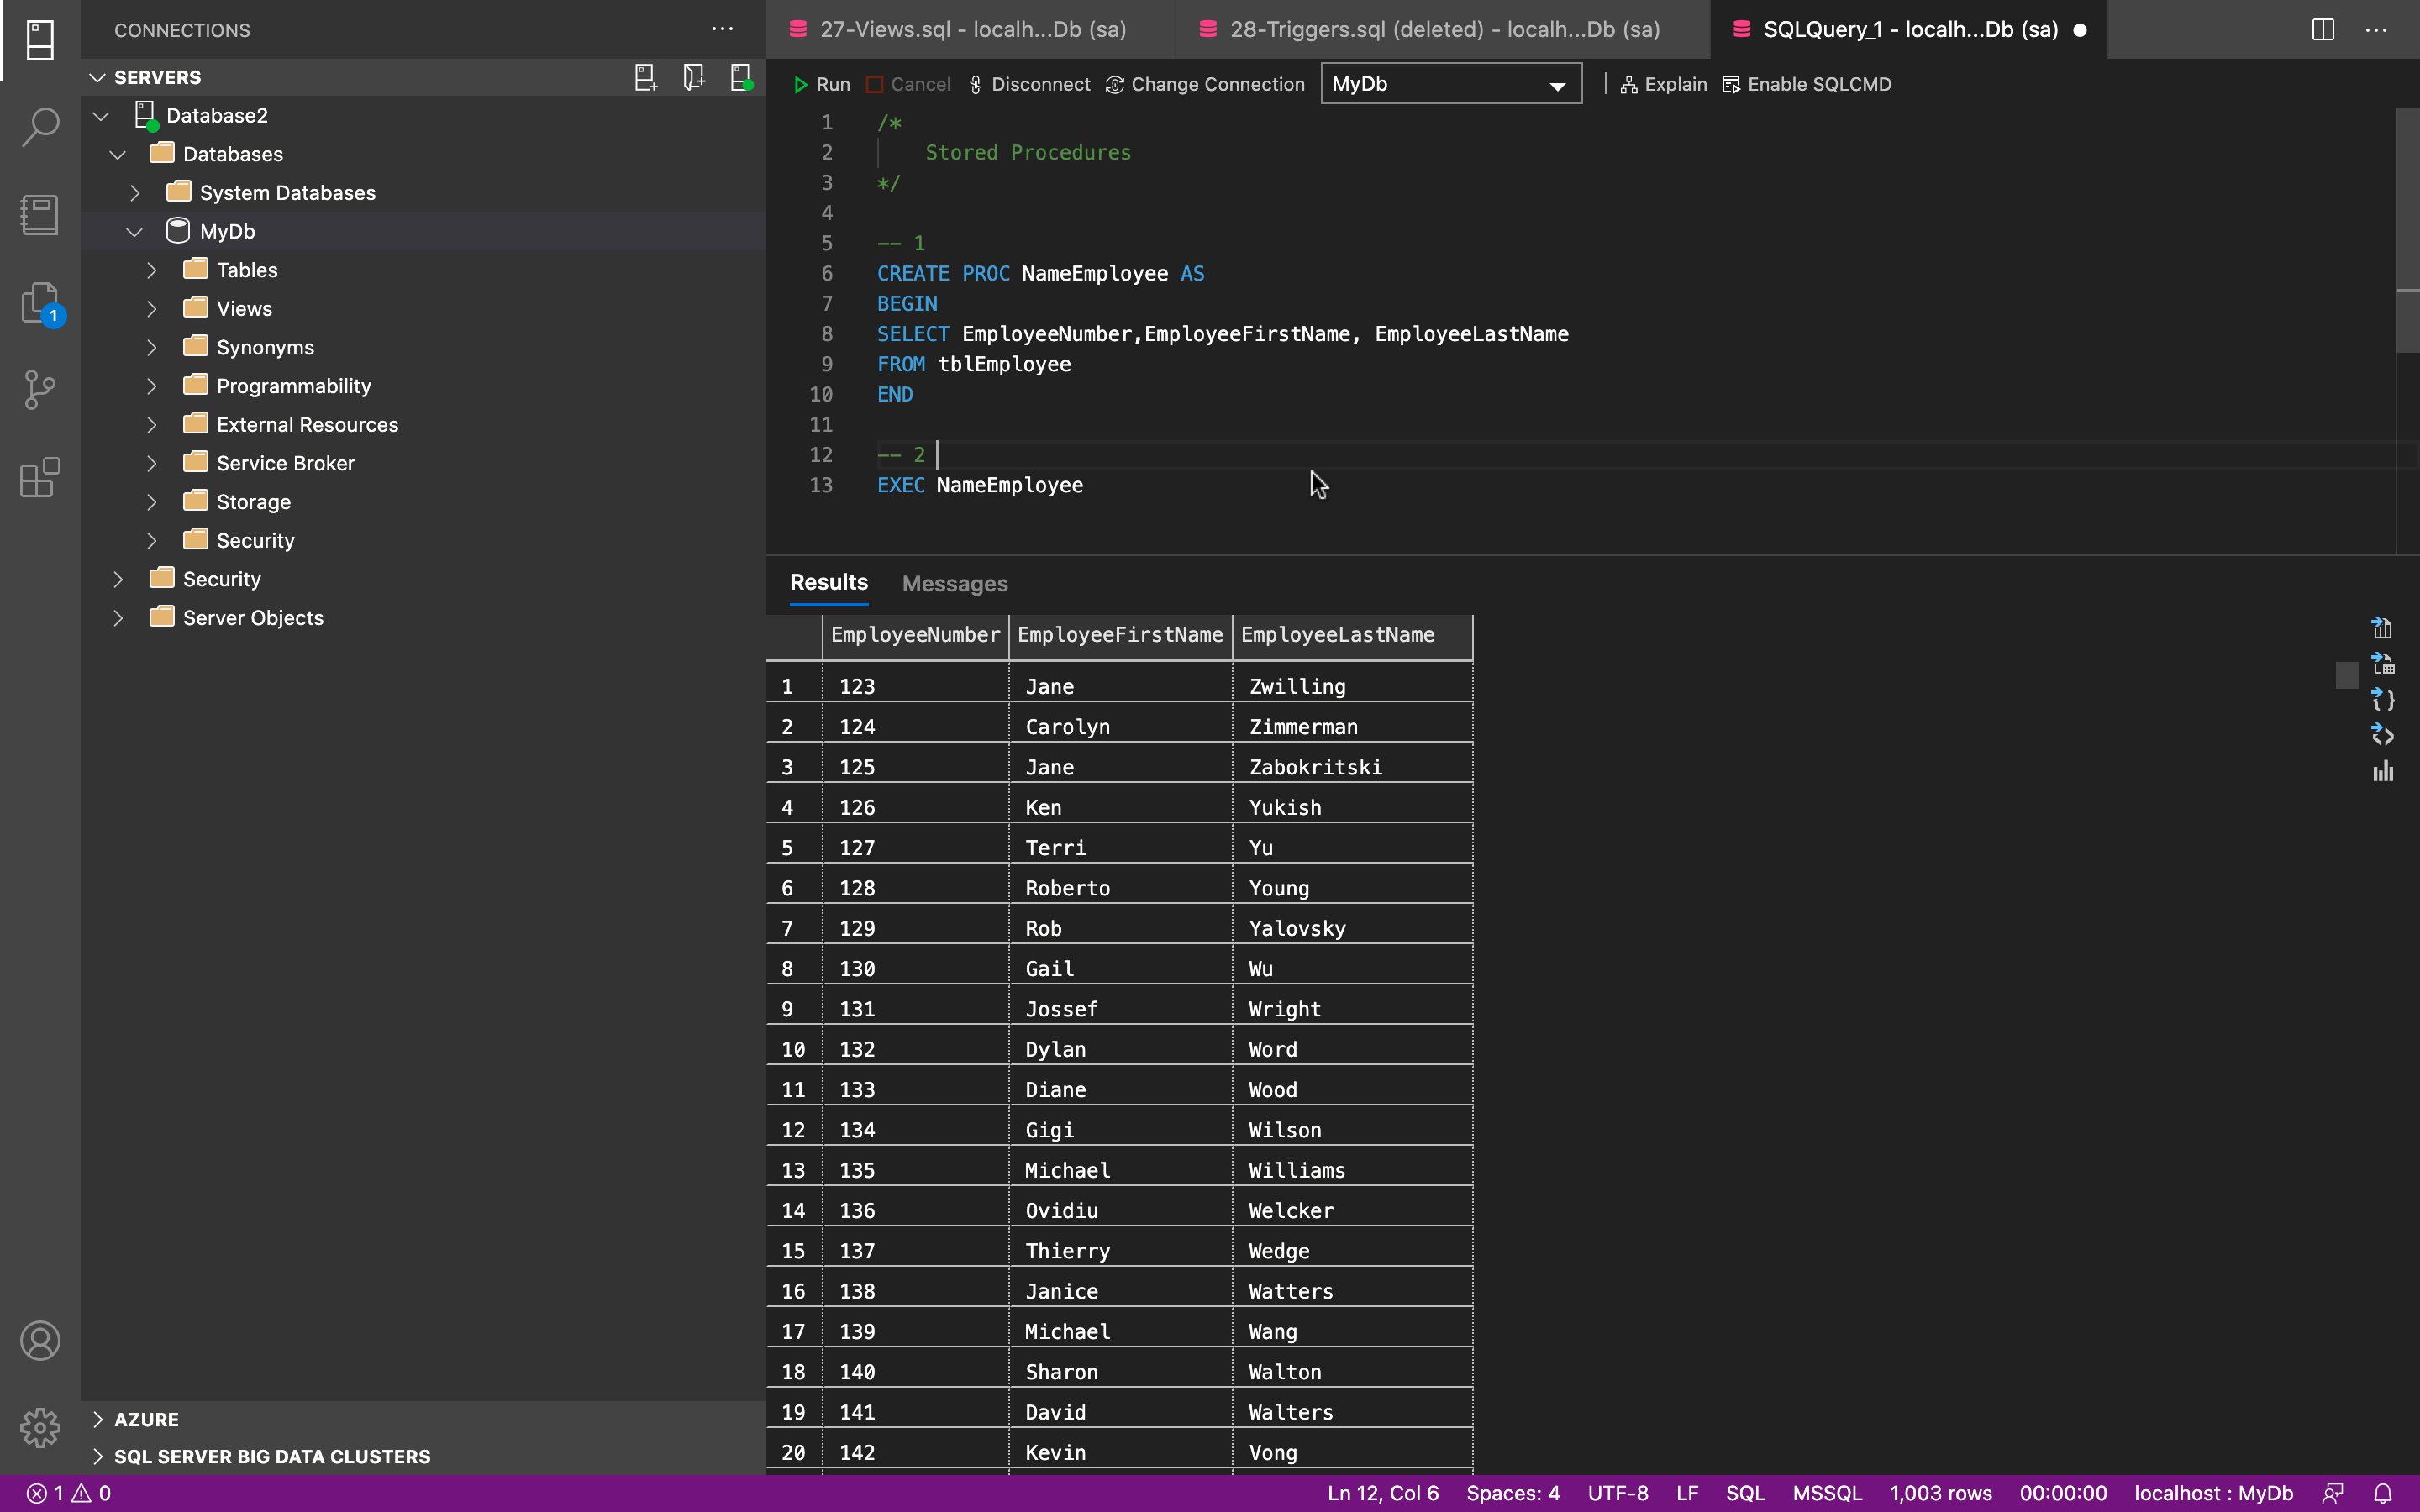 CONNECTIONS
SERVERS
Database2
Databases
System Databases
MyDb
Tables
Views
Synonyms
Programmability
External Resources
Service Broker
Storage
Security
Security
Server Objects
AZURE
SQL SERVER BIG DATA CLUSTERS
1
27-Views.sql - localh...Db (sa)
28-Triggers.sql (deleted) - localh...Db (sa)
SQLQuery_1 - localh...Db (sa)
Run Cancel Disconnect Change Connection MyDb Explain Enable SQLCMD
1 /*
2 Stored Procedures
3 */
4
5 -- 1
6 CREATE PROC NameEmployee AS
7 BEGIN
8 SELECT EmployeeNumber,EmployeeFirstName, EmployeeLastName
9 FROM tblEmployee
10 END
11
12 -- 2
13 EXEC NameEmployee
Results Messages
EmployeeNumber EmployeeFirstName EmployeeLastName
1 123 Jane Zwilling
2 124 Carolyn Zimmerman
3 125 Jane Zabokritski
4 126 Ken Yukish
5 127 Terri Yu
6 128 Roberto Young
7 129 Rob Yalovsky
8 130 Gail Wu
9 131 Jossef Wright
10 132 Dylan Word
11 133 Diane Wood
12 134 Gigi Wilson
13 135 Michael Williams
14 136 Ovidiu Welcker
15 137 Thierry Wedge
16 138 Janice Watters
17 139 Michael Wang
18 140 Sharon Walton
19 141 David Walters
20 142 Kevin Vong
1 0 Ln 12, Col 6 Spaces: 4 UTF-8 LF SQL MSSQL 1,003 rows 00:00:00 localhost : MyDb